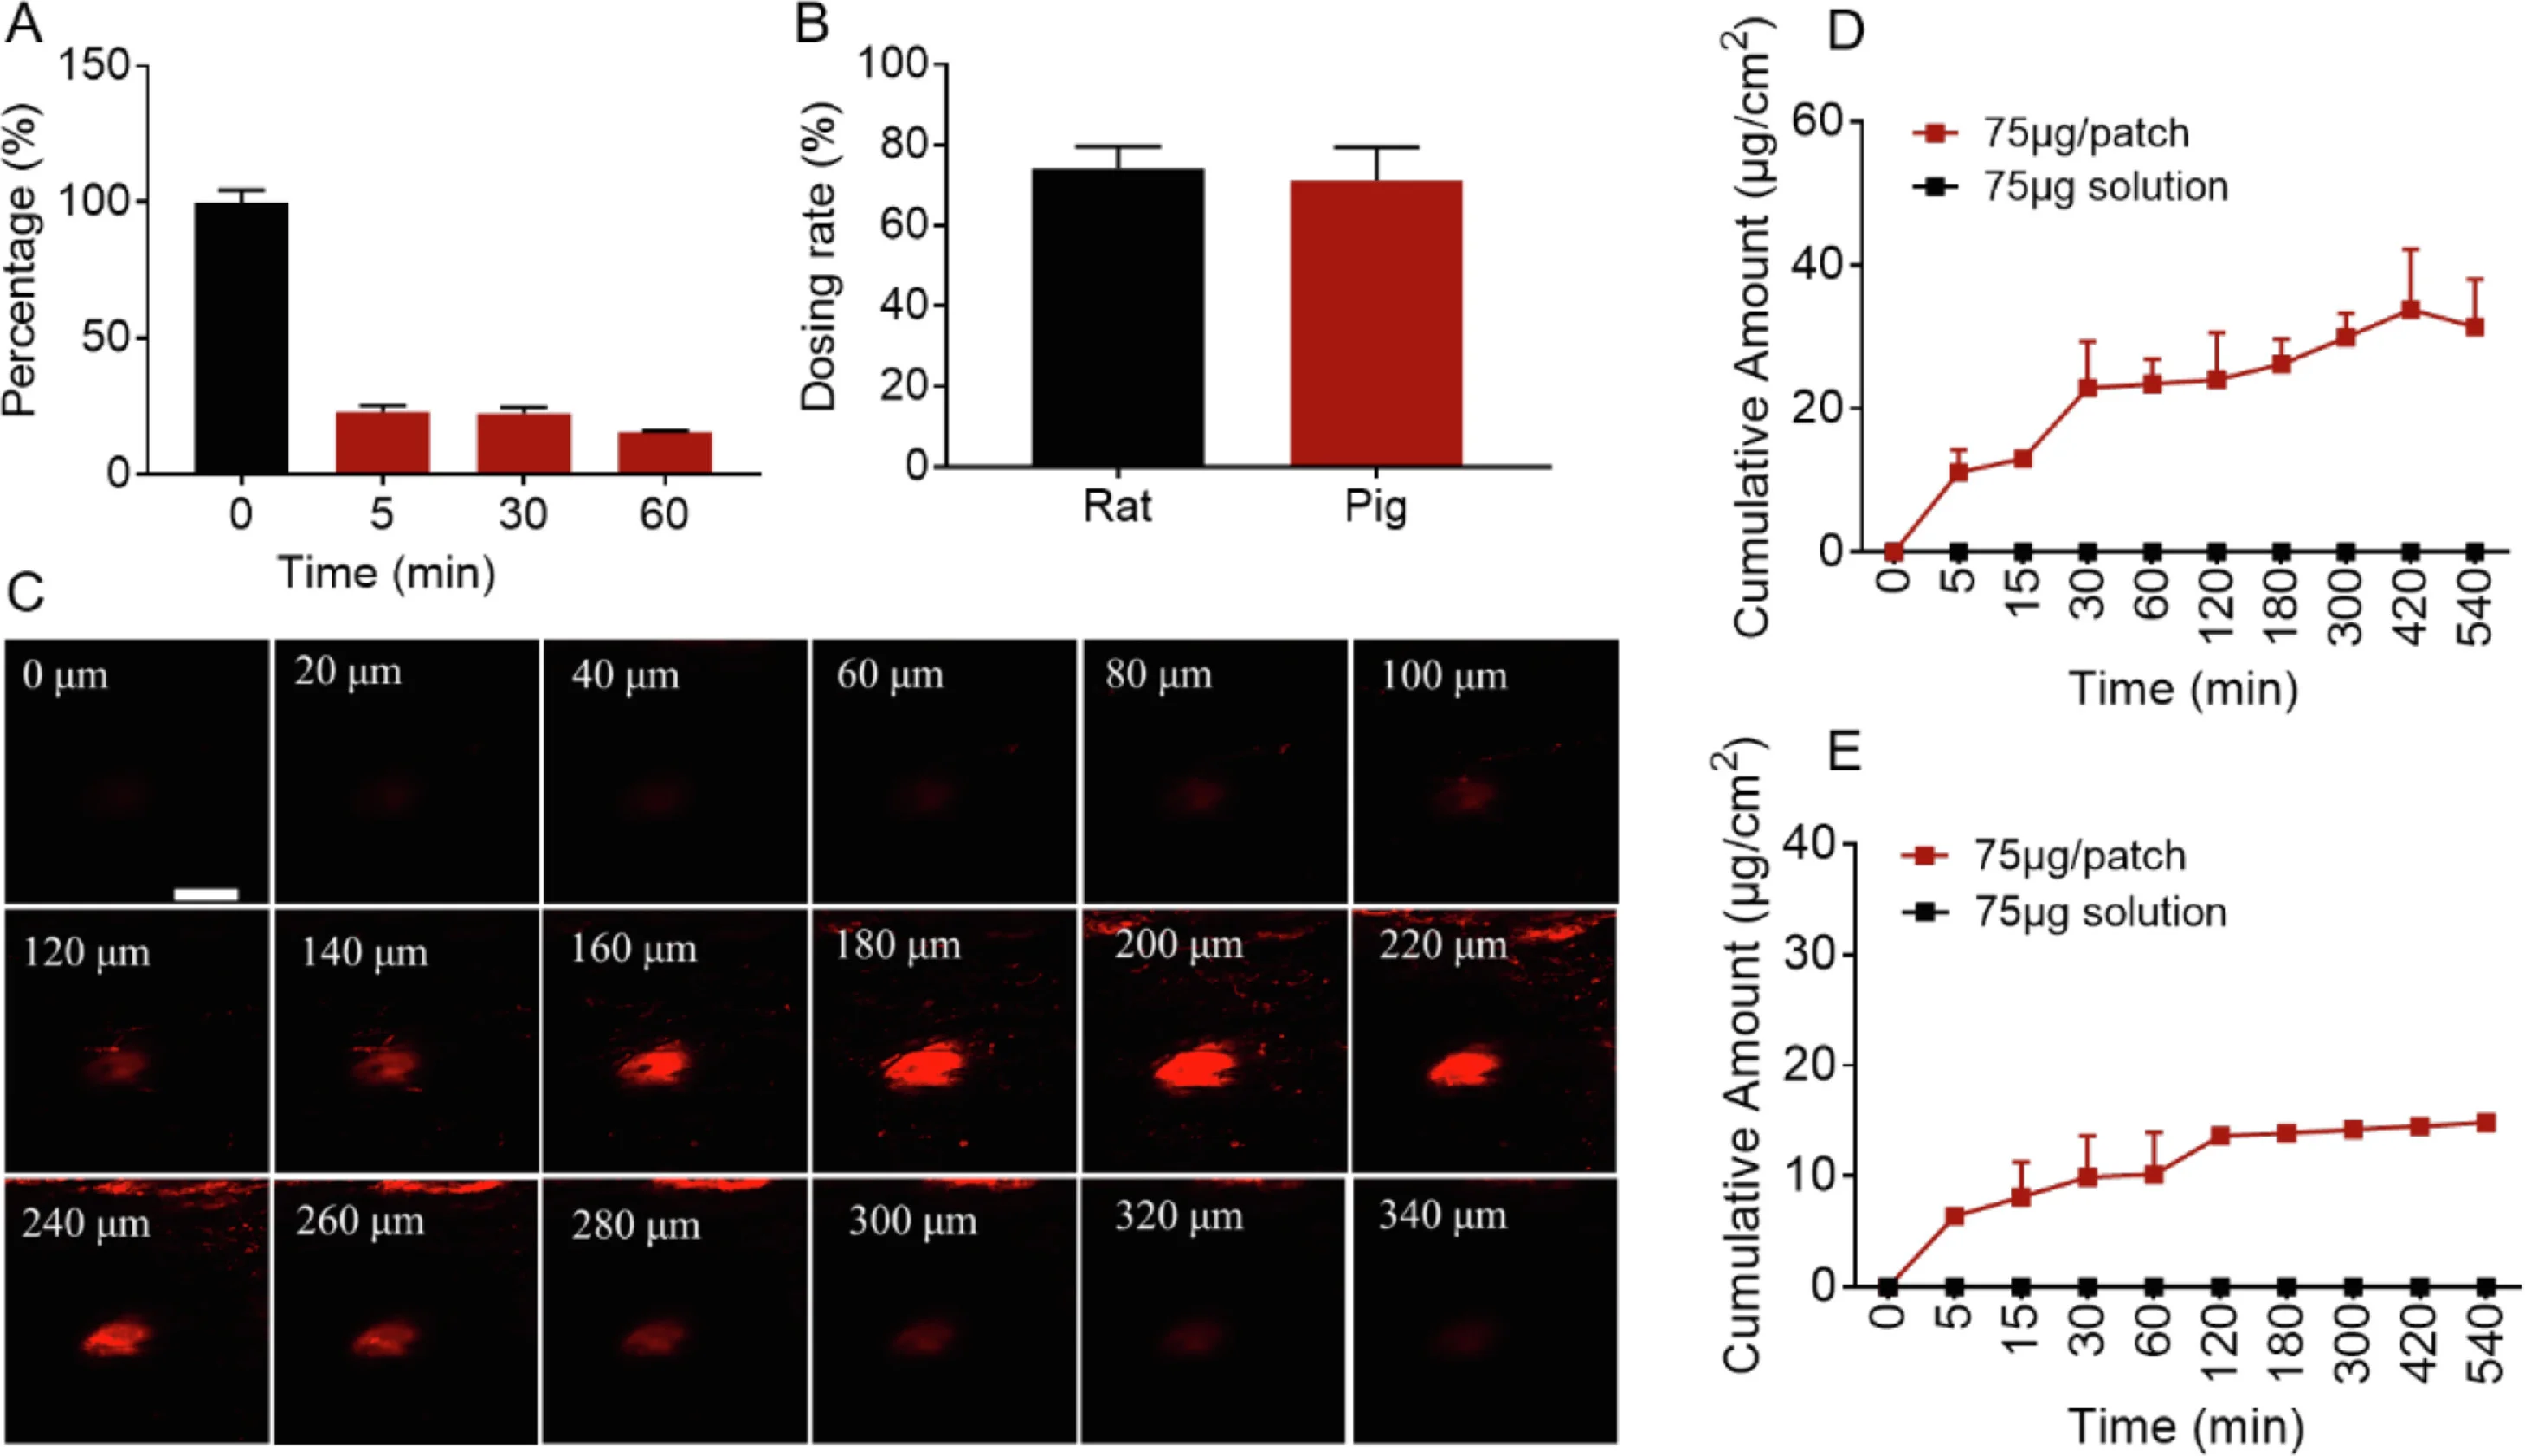 A
Percentage (%)
150
100
50
0
0 5 30 60
Time (min)
B
Dosing rate (%)
100
80
60
40
20
0
Rat Pig
C
0 μm 20 μm 40 μm 60 μm 80 μm 100 μm
120 μm 140 μm 160 μm 180 μm 200 μm 220 μm
240 μm 260 μm 280 μm 300 μm 320 μm 340 μm
D
Cumulative Amount (μg/cm²)
60
40
20
0
75μg/patch
75μg solution
0 5 15 30 60 120 180 300 420 540
Time (min)
E
Cumulative Amount (μg/cm²)
40
30
20
10
0
75μg/patch
75μg solution
0 5 15 30 60 120 180 300 420 540
Time (min)